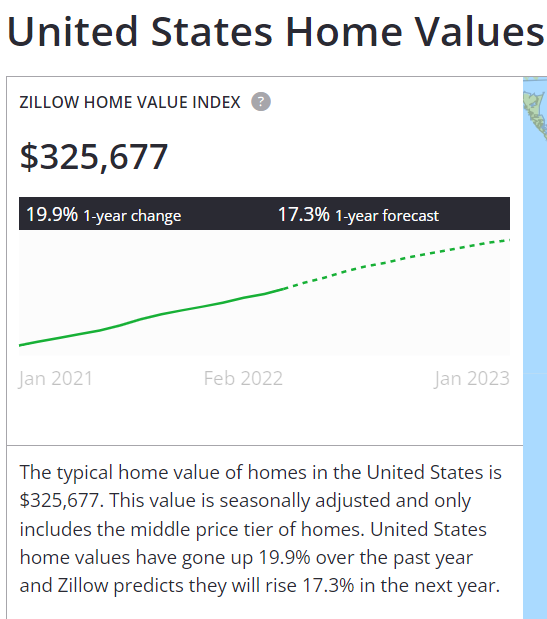 United States Home Values
ZILLOW HOME VALUE INDEX ?
$325,677
19.9% 1-year change 17.3% 1-year forecast
Jan 2021 Feb 2022 Jan 2023
The typical home value of homes in the United States is
$325,677. This value is seasonally adjusted and only
includes the middle price tier of homes. United States
home values have gone up 19.9% over the past year
and Zillow predicts they will rise 17.3% in the next year.